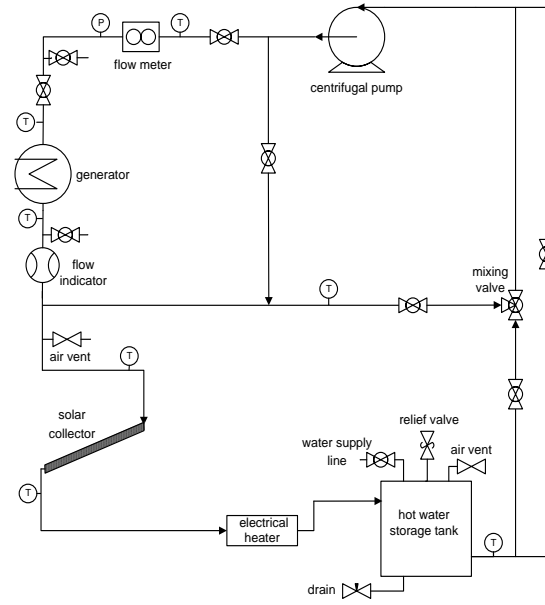 P
T
flow meter
centrifugal pump
T
generator
T
flow
indicator
mixing
valve
T
air vent
T
solar
collector
relief valve
water supply
line
air vent
T
electrical
heater
hot water
storage tank
T
drain